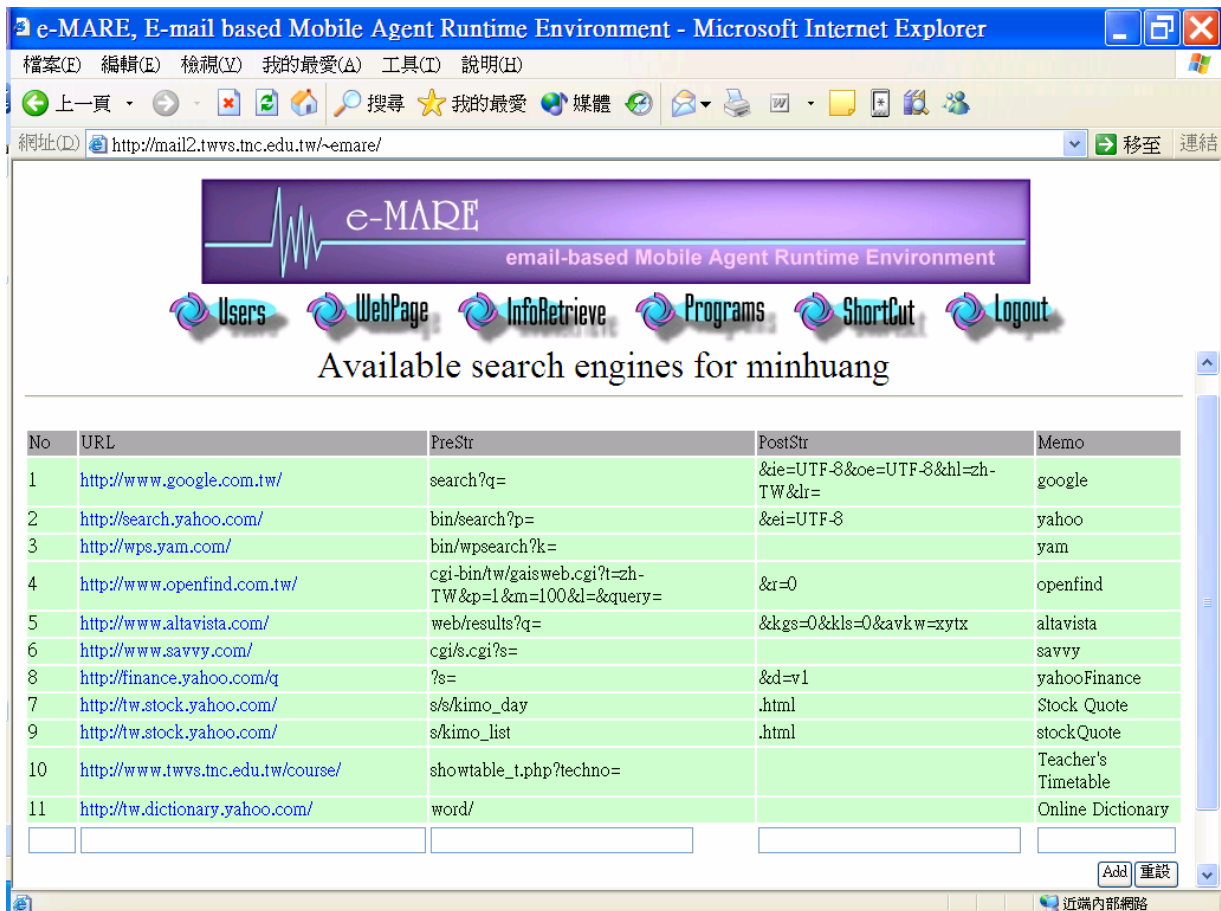 e-MARE, E-mail based Mobile Agent Runtime Environment - Microsoft Internet Explorer
檔案(F) 編輯(E) 檢視(V) 我的最愛(A) 工具(T) 說明(H)
上一頁 搜尋 我的最愛 媒體
網址(D) http://mail2.twvs.tnc.edu.tw/~emare/ 移至 連結
e-MARE
email-based Mobile Agent Runtime Environment
Users WebPage InfoRetrieve Programs ShortCut Logout
Available search engines for minhuang
No URL PreStr PostStr Memo
1 http://www.google.com.tw/ search?q= &ie=UTF-8&oe=UTF-8&hl=zh-
TW&lr= google
2 http://search.yahoo.com/ bin/search?p= &ei=UTF-8 yahoo
3 http://wps.yam.com/ bin/wpsearch?k= yam
4 http://www.openfind.com.tw/ cgi-bin/tw/gaisweb.cgi?t=zh-
TW&p=1&m=100&l=&query= &r=0 openfind
5 http://www.altavista.com/ web/results?q= &kgs=0&kls=0&avkw=xytx altavista
6 http://www.savvy.com/ cgi/s.cgi?s= savvy
8 http://finance.yahoo.com/q ?s= &d=v1 yahooFinance
7 http://tw.stock.yahoo.com/ s/s/kimo_day .html Stock Quote
9 http://tw.stock.yahoo.com/ s/kimo_list .html stockQuote
10 http://www.twvs.tnc.edu.tw/course/ showtable_t.php?techno= Teacher's
Timetable
11 http://tw.dictionary.yahoo.com/ word/ Online Dictionary
Add 重設
近端內部網路